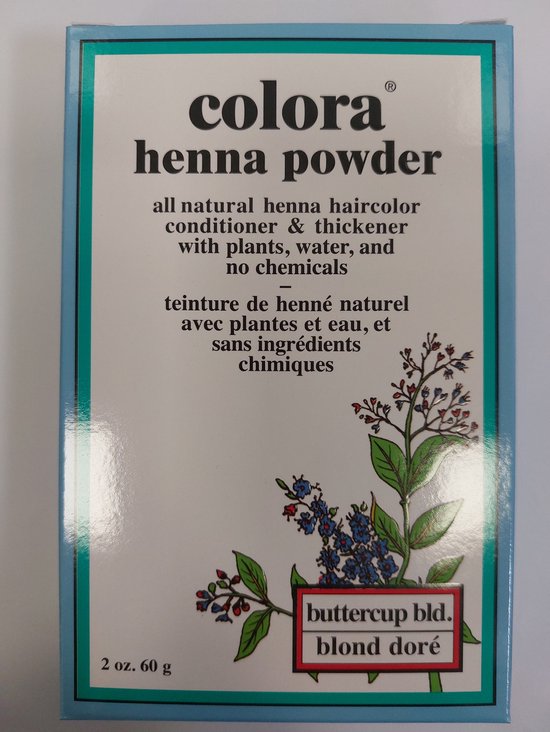 colora®
henna powder
all natural henna haircolor
conditioner & thickener
with plants, water, and
no chemicals
–
teinture de henné naturel
avec plantes et eau, et
sans ingrédients
chimiques
buttercup bld.
blond doré
2 oz. 60 g